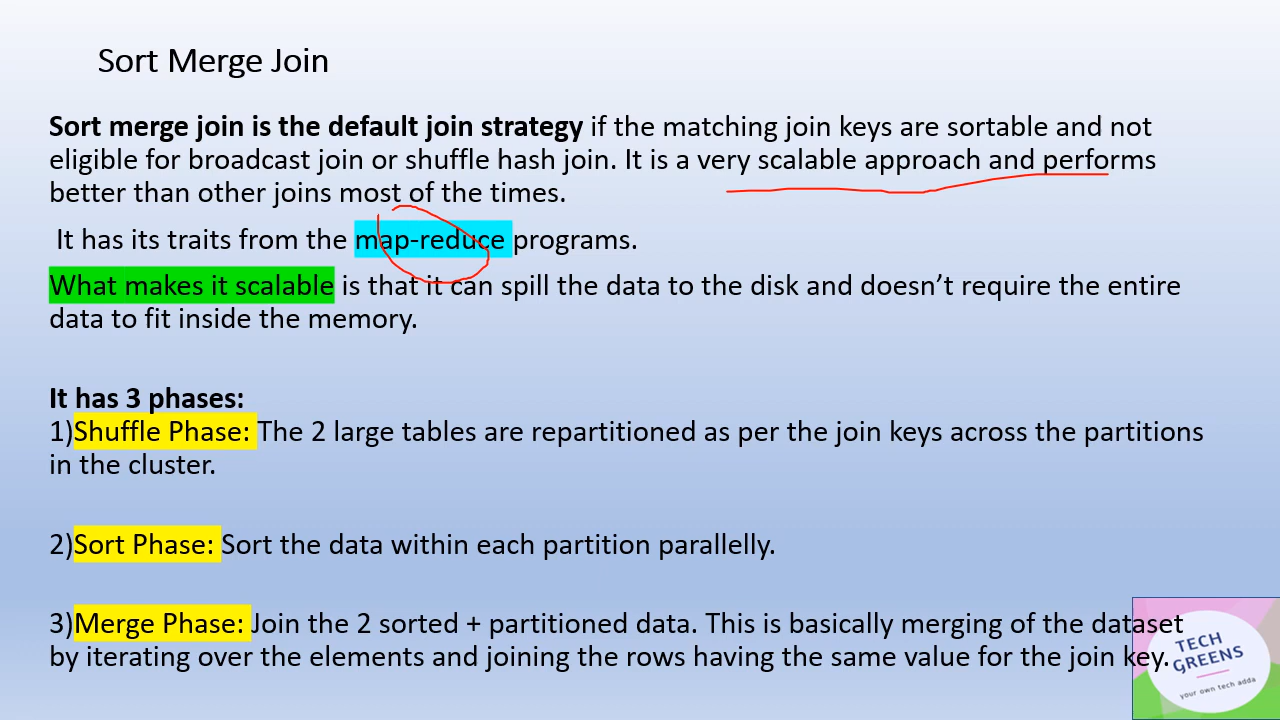 Sort Merge Join
Sort merge join is the default join strategy if the matching join keys are sortable and not
eligible for broadcast join or shuffle hash join. It is a very scalable approach and performs
better than other joins most of the times.
It has its traits from the map-reduce programs.
What makes it scalable is that it can spill the data to the disk and doesn’t require the entire
data to fit inside the memory.
It has 3 phases:
1)Shuffle Phase: The 2 large tables are repartitioned as per the join keys across the partitions
in the cluster.
2)Sort Phase: Sort the data within each partition parallelly.
3)Merge Phase: Join the 2 sorted + partitioned data. This is basically merging of the dataset
by iterating over the elements and joining the rows having the same value for the join key.
TECH
GREENS
your own tech adda